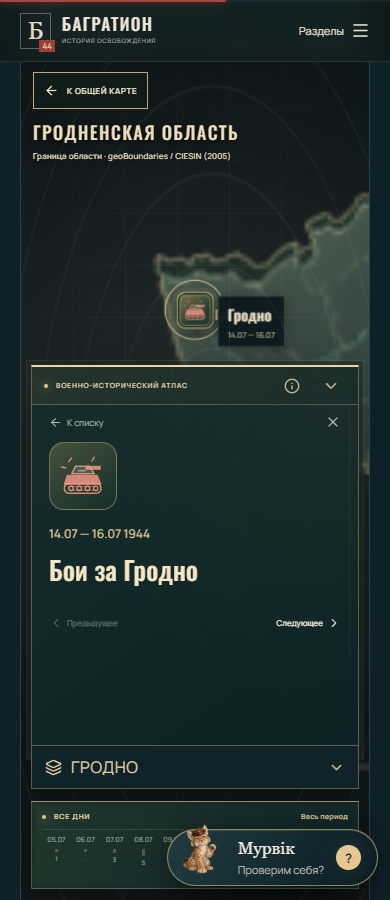 Б
44
БАГРАТИОН
ИСТОРИЯ ОСВОБОЖДЕНИЯ
Разделы
К ОБЩЕЙ КАРТЕ
ГРОДНЕНСКАЯ ОБЛАСТЬ
Граница области · geoBoundaries / CIESIN (2005)
Гродно
14.07 — 16.07
ВОЕННО-ИСТОРИЧЕСКИЙ АТЛАС
К списку
14.07 — 16.07 1944
Бои за Гродно
Предыдущее
Следующее
ГРОДНО
ВСЕ ДНИ
Весь период
05.07 06.07 07.07 08.07
1 · 3 5
Мурвік
Проверим себя?
?